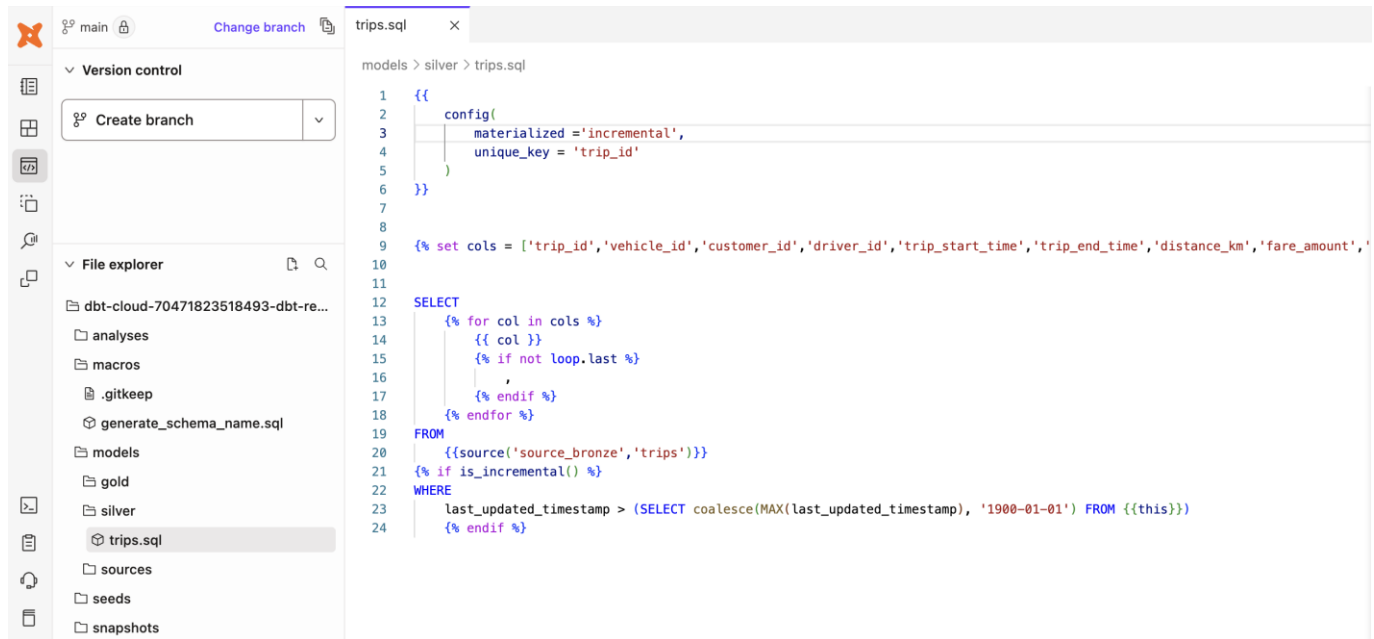 main
Change branch
Version control
Create branch
File explorer
dbt-cloud-70471823518493-dbt-re...
analyses
macros
.gitkeep
generate_schema_name.sql
models
gold
silver
trips.sql
sources
seeds
snapshots
trips.sql
models > silver > trips.sql
1 {{
2 config(
3 materialized ='incremental',
4 unique_key = 'trip_id'
5 )
6 }}
7
8
9 {% set cols = ['trip_id','vehicle_id','customer_id','driver_id','trip_start_time','trip_end_time','distance_km','fare_amount','
10
11
12 SELECT
13 {% for col in cols %}
14 {{ col }}
15 {% if not loop.last %}
16 ,
17 {% endif %}
18 {% endfor %}
19 FROM
20 {{source('source_bronze','trips')}}
21 {% if is_incremental() %}
22 WHERE
23 last_updated_timestamp > (SELECT coalesce(MAX(last_updated_timestamp), '1900-01-01') FROM {{this}})
24 {% endif %}